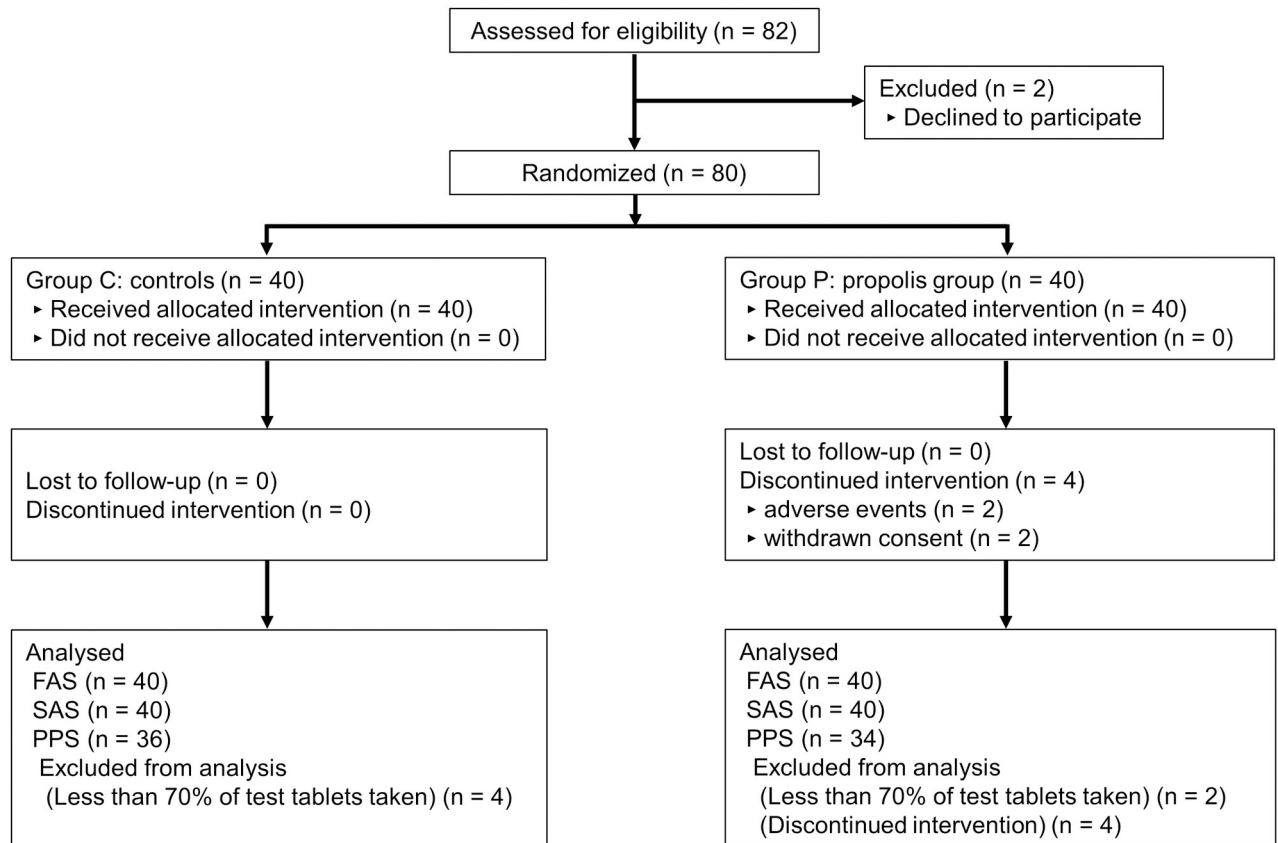 Assessed for eligibility (n = 82)
Excluded (n = 2)
‣ Declined to participate
Randomized (n = 80)
Group C: controls (n = 40)
‣ Received allocated intervention (n = 40)
‣ Did not receive allocated intervention (n = 0)
Group P: propolis group (n = 40)
‣ Received allocated intervention (n = 40)
‣ Did not receive allocated intervention (n = 0)
Lost to follow-up (n = 0)
Discontinued intervention (n = 0)
Lost to follow-up (n = 0)
Discontinued intervention (n = 4)
‣ adverse events (n = 2)
‣ withdrawn consent (n = 2)
Analysed
FAS (n = 40)
SAS (n = 40)
PPS (n = 36)
Excluded from analysis
(Less than 70% of test tablets taken) (n = 4)
Analysed
FAS (n = 40)
SAS (n = 40)
PPS (n = 34)
Excluded from analysis
(Less than 70% of test tablets taken) (n = 2)
(Discontinued intervention) (n = 4)